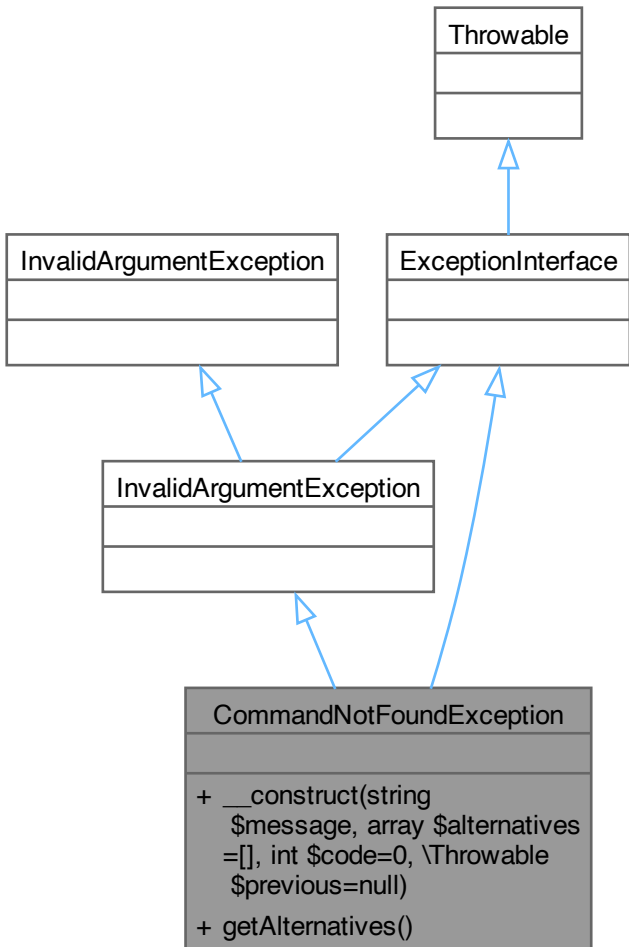 Throwable
InvalidArgumentException
ExceptionInterface
InvalidArgumentException
CommandNotFoundException
+ __construct(string
$message, array $alternatives
=[], int $code=0, \Throwable
$previous=null)
+ getAlternatives()